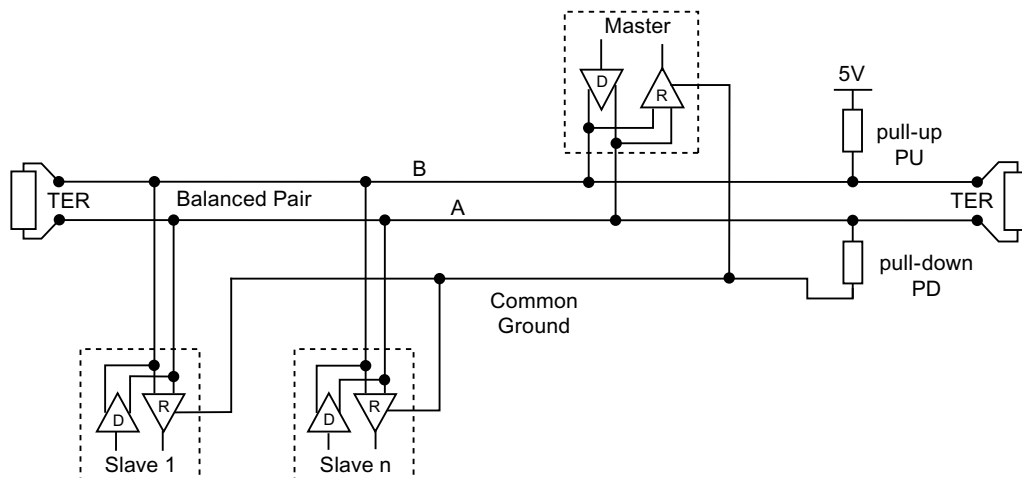 Master
D
R
5V
pull-up
PU
B
TER
Balanced Pair
A
TER
pull-down
PD
Common
Ground
D
R
Slave 1
D
R
Slave n